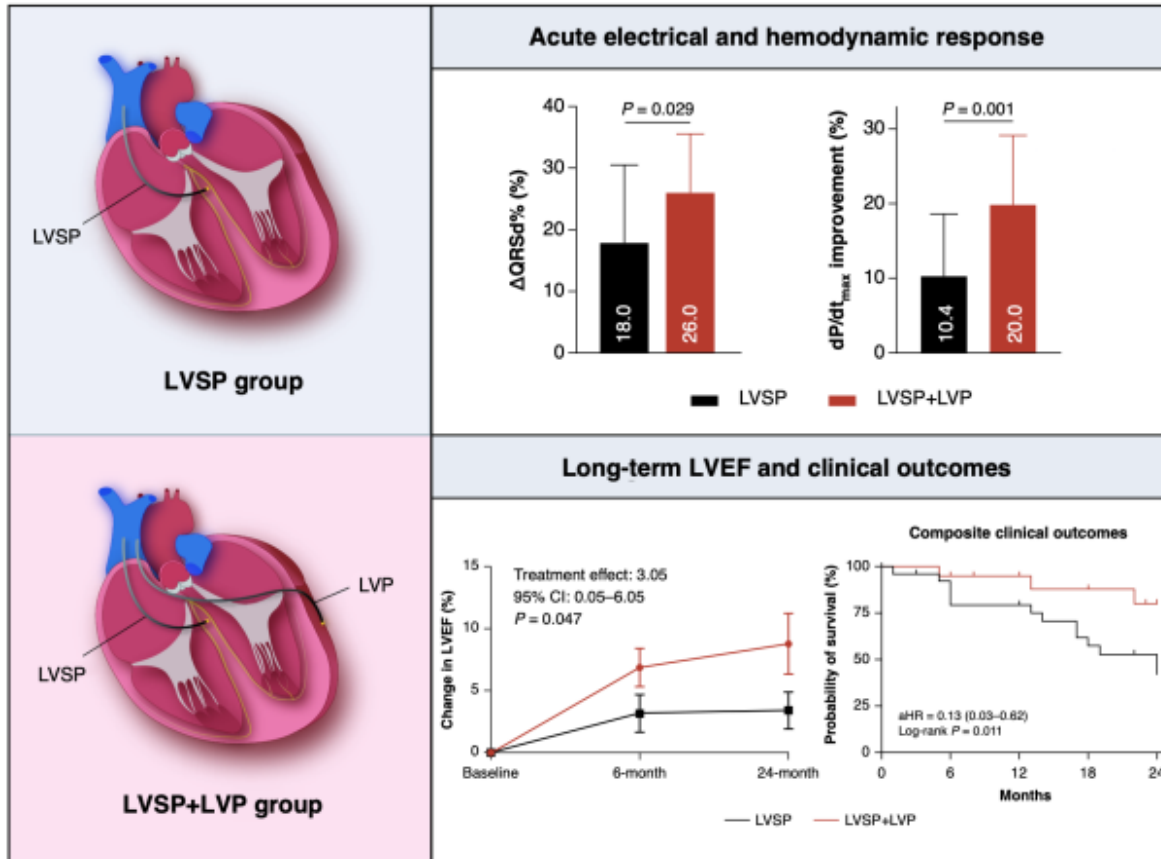 LVSP
LVSP group
LVP
LVSP
LVSP+LVP group
Acute electrical and hemodynamic response
P = 0.029
ΔQRSd% (%)
40
30
20
10
0
18.0
26.0
P = 0.001
dP/dtmax improvement (%)
30
20
10
0
10.4
20.0
LVSP
LVSP+LVP
Long-term LVEF and clinical outcomes
Treatment effect: 3.05
95% CI: 0.05–6.05
P = 0.047
Change in LVEF (%)
15
10
5
0
Baseline
6-month
24-month
Composite clinical outcomes
Probability of survival (%)
100
75
50
25
0
aHR = 0.13 (0.03–0.62)
Log-rank P = 0.011
0 6 12 18 24
Months
LVSP
LVSP+LVP